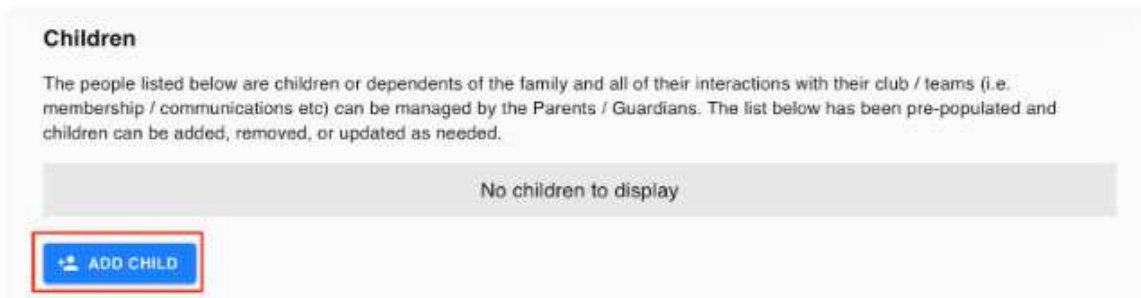 Children
The people listed below are children or dependents of the family and all of their interactions with their club / teams (i.e.
membership / communications etc) can be managed by the Parents / Guardians. The list below has been pre-populated and
children can be added, removed, or updated as needed.
No children to display
ADD CHILD